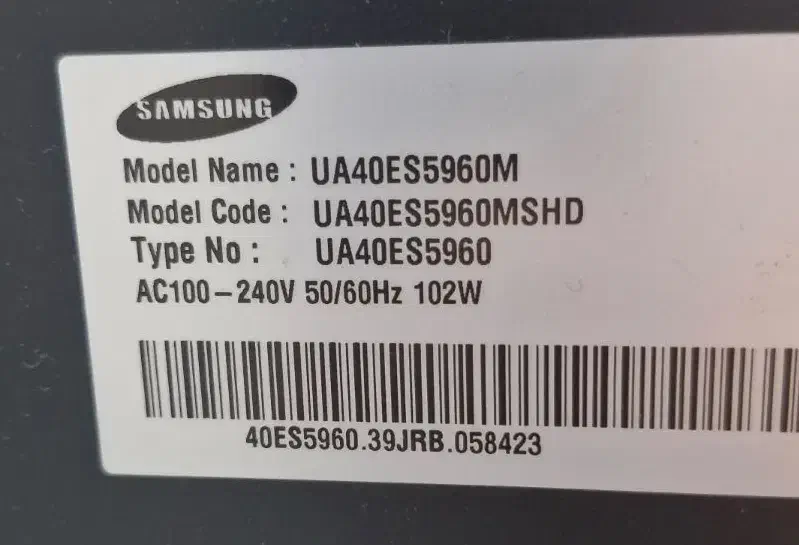 SAMSUNG
Model Name : UA40ES5960M
Model Code : UA40ES5960MSHD
Type No : UA40ES5960
AC100-240V 50/60Hz 102W
40ES5960.39JRB.058423